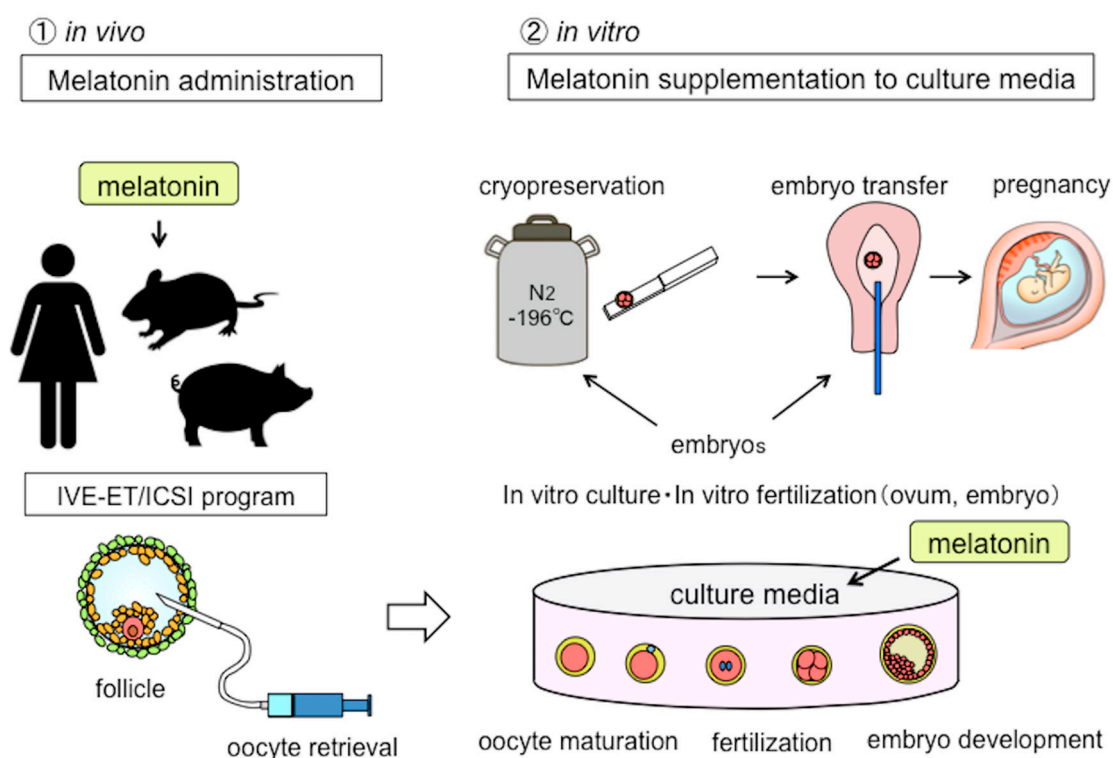 ① in vivo
Melatonin administration
melatonin
IVE-ET/ICSI program
follicle
oocyte retrieval
② in vitro
Melatonin supplementation to culture media
cryopreservation
embryo transfer
pregnancy
N2
-196℃
embryos
In vitro culture・In vitro fertilization(ovum, embryo)
melatonin
culture media
oocyte maturation
fertilization
embryo development